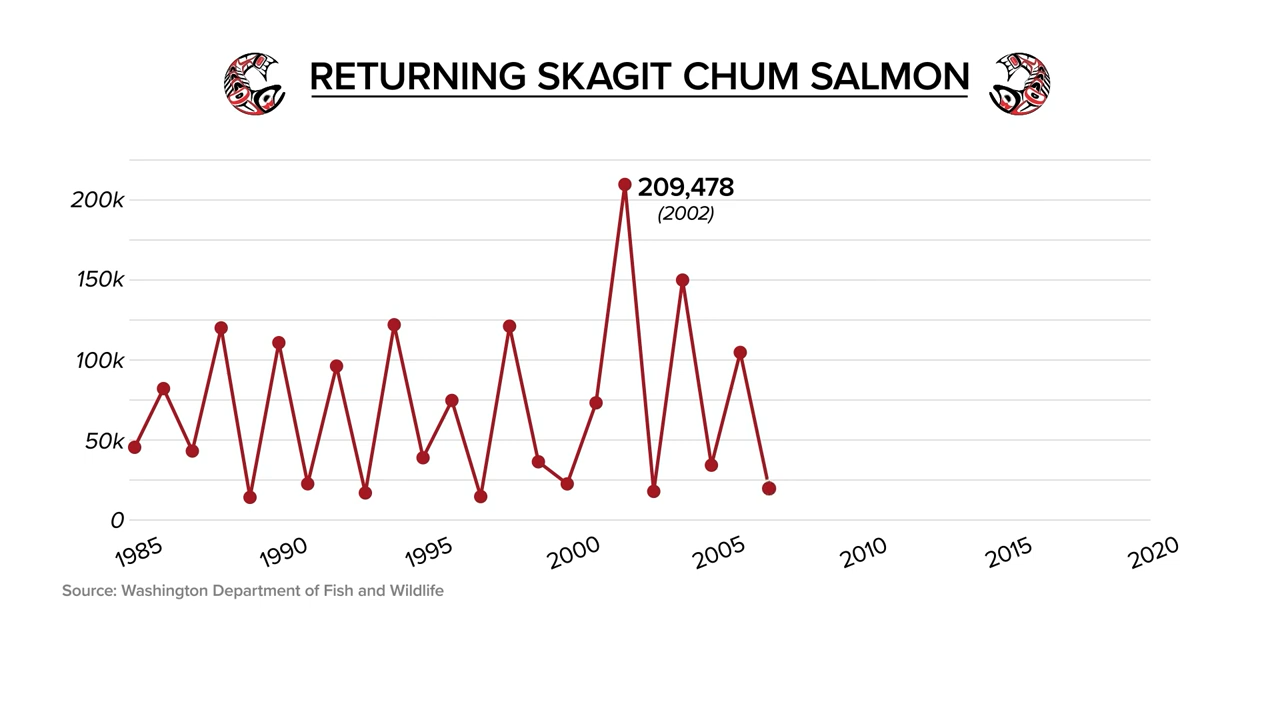 RETURNING SKAGIT CHUM SALMON
209,478
(2002)
200k
150k
100k
50k
0
1985 1990 1995 2000 2005 2010 2015 2020
Source: Washington Department of Fish and Wildlife